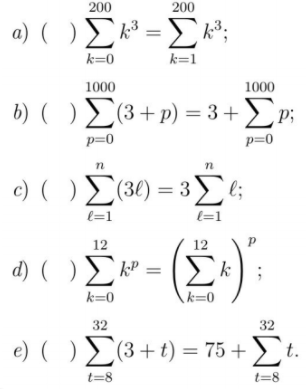 a) ( ) \sum_{k=0}^{200} k^3 = \sum_{k=1}^{200} k^3;
b) ( ) \sum_{p=0}^{1000} (3 + p) = 3 + \sum_{p=0}^{1000} p;
c) ( ) \sum_{\ell=1}^{n} (3\ell) = 3 \sum_{\ell=1}^{n} \ell;
d) ( ) \sum_{k=0}^{12} k^p = \left( \sum_{k=0}^{12} k \right)^p;
e) ( ) \sum_{t=8}^{32} (3 + t) = 75 + \sum_{t=8}^{32} t.